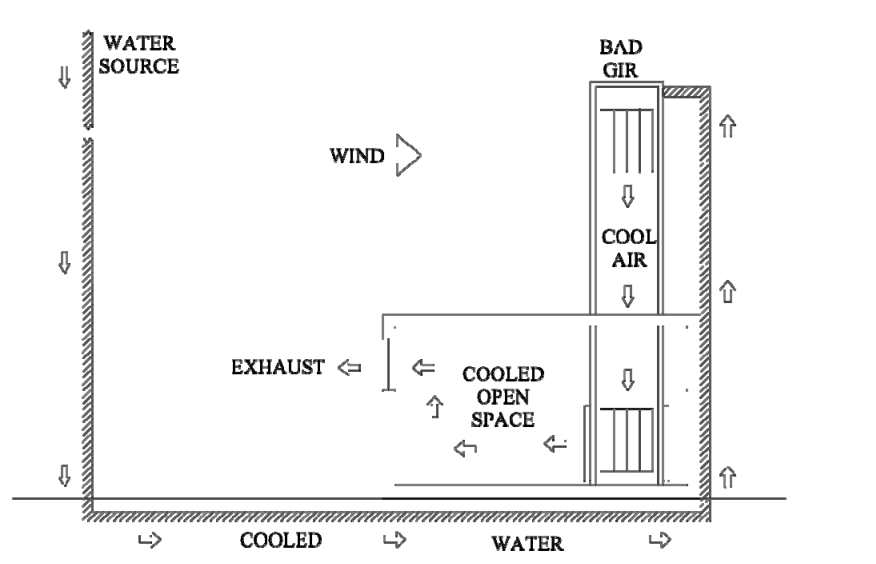 WATER
SOURCE
BAD
GIR
WIND
COOL
AIR
EXHAUST
COOLED
OPEN
SPACE
COOLED
WATER